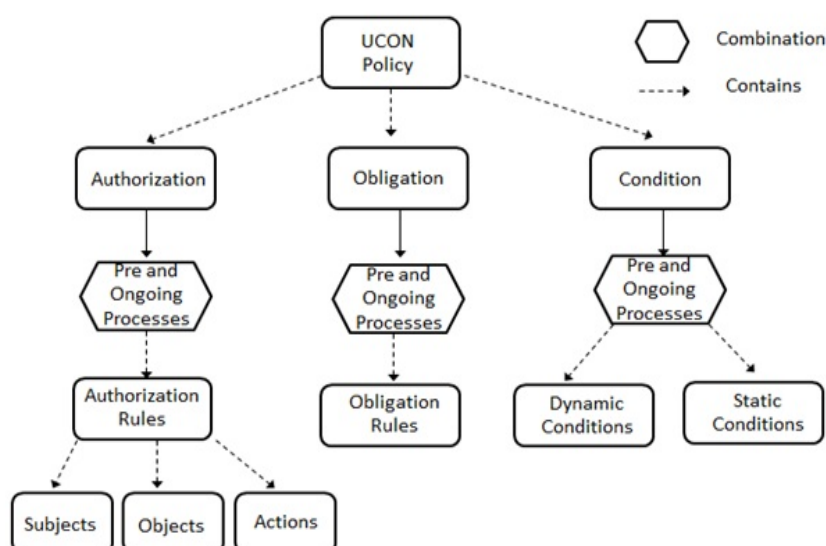 UCON
Policy
Combination
Contains
Authorization
Obligation
Condition
Pre and
Ongoing
Processes
Pre and
Ongoing
Processes
Pre and
Ongoing
Processes
Authorization
Rules
Obligation
Rules
Dynamic
Conditions
Static
Conditions
Subjects
Objects
Actions